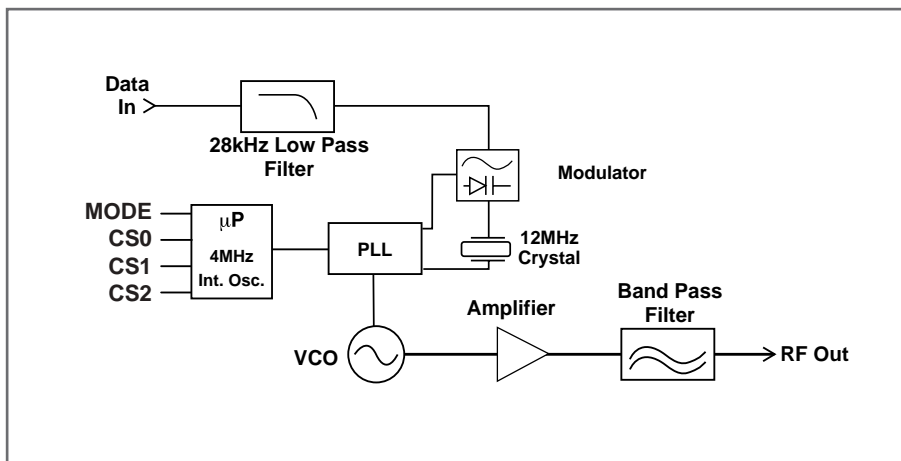 Data
In
28kHz Low Pass
Filter
Modulator
MODE
CS0
CS1
CS2
µP
4MHz
Int. Osc.
PLL
12MHz
Crystal
Amplifier
Band Pass
Filter
VCO
RF Out